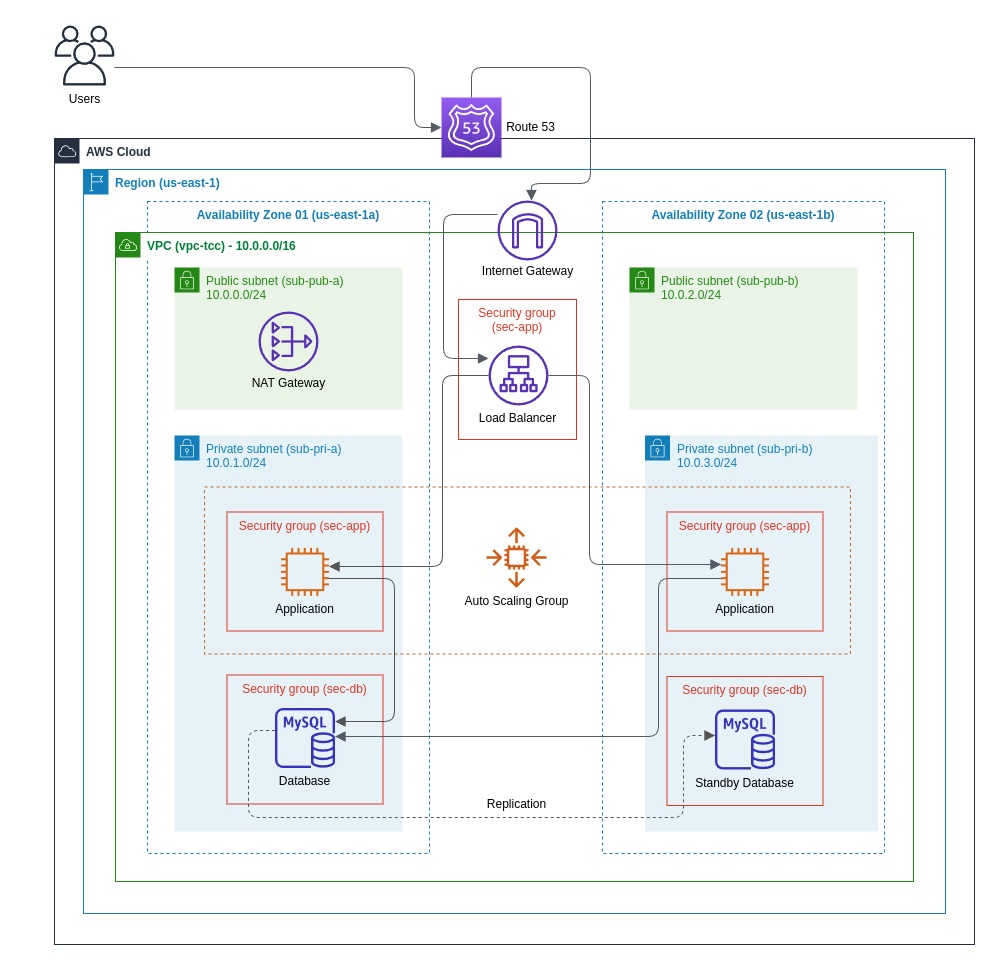 Users
53
Route 53
AWS Cloud
Region (us-east-1)
Availability Zone 01 (us-east-1a)
Availability Zone 02 (us-east-1b)
VPC (vpc-tcc) - 10.0.0.0/16
Internet Gateway
Public subnet (sub-pub-a)
10.0.0.0/24
NAT Gateway
Public subnet (sub-pub-b)
10.0.2.0/24
Security group
(sec-app)
Load Balancer
Private subnet (sub-pri-a)
10.0.1.0/24
Private subnet (sub-pri-b)
10.0.3.0/24
Security group (sec-app)
Application
Auto Scaling Group
Security group (sec-app)
Application
Security group (sec-db)
MySQL
Database
Security group (sec-db)
MySQL
Standby Database
Replication